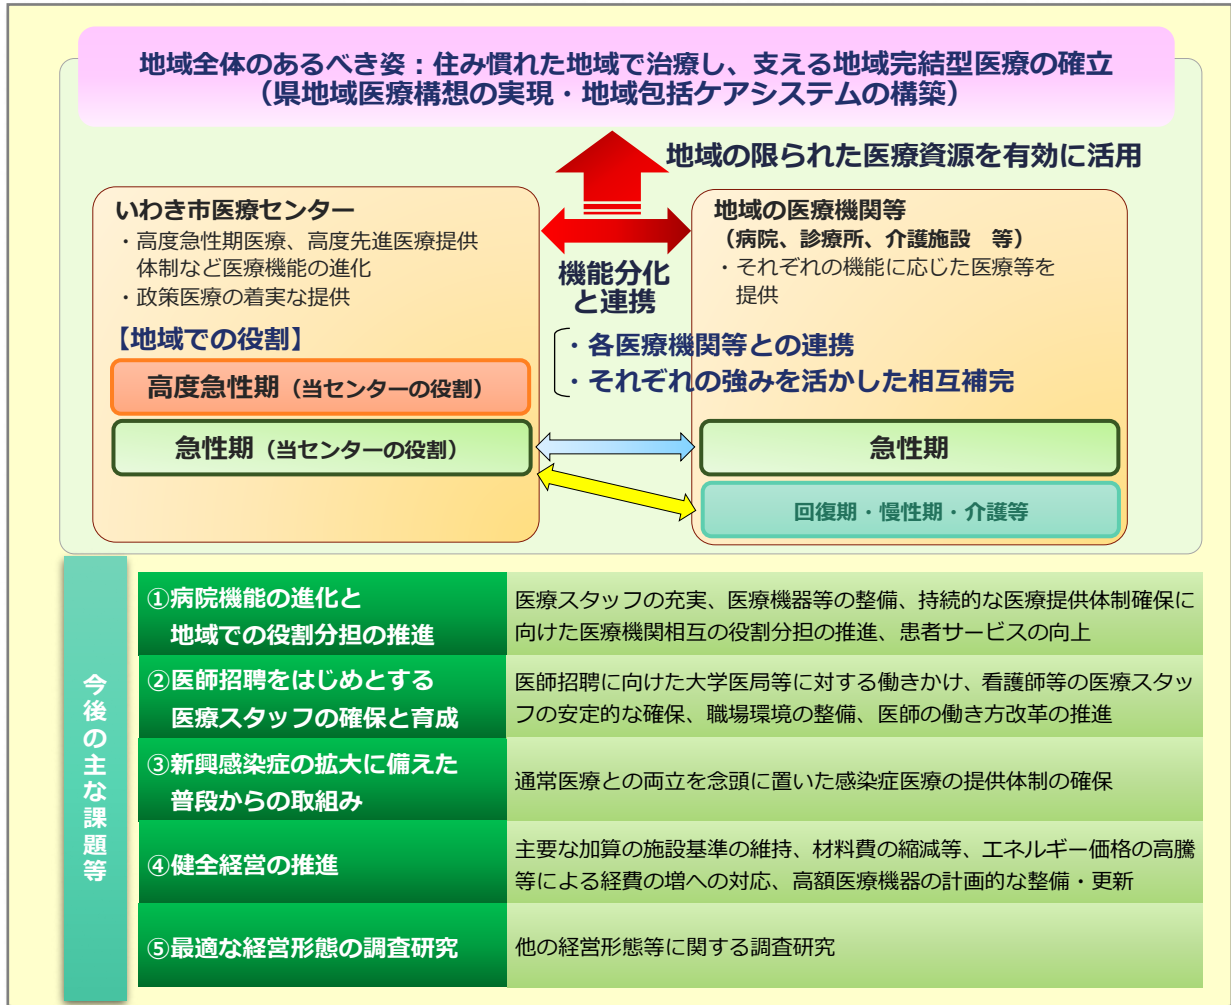 地域全体のあるべき姿：住み慣れた地域で治療し、支える地域完結型医療の確立
（県地域医療構想の実現・地域包括ケアシステムの構築）
地域の限られた医療資源を有効に活用
いわき市医療センター
・高度急性期医療、高度先進医療提供
体制など医療機能の進化
・政策医療の着実な提供
【地域での役割】
高度急性期（当センターの役割）
急性期（当センターの役割）
機能分化
と連携
・各医療機関等との連携
・それぞれの強みを活かした相互補完
地域の医療機関等
（病院、診療所、介護施設　等）
・それぞれの機能に応じた医療等を
提供
急性期
回復期・慢性期・介護等
今後の主な課題等
①病院機能の進化と
地域での役割分担の推進
医療スタッフの充実、医療機器等の整備、持続的な医療提供体制確保に
向けた医療機関相互の役割分担の推進、患者サービスの向上
②医師招聘をはじめとする
医療スタッフの確保と育成
医師招聘に向けた大学医局等に対する働きかけ、看護師等の医療スタッ
フの安定的な確保、職場環境の整備、医師の働き方改革の推進
③新興感染症の拡大に備えた
普段からの取組み
通常医療との両立を念頭に置いた感染症医療の提供体制の確保
④健全経営の推進
主要な加算の施設基準の維持、材料費の縮減等、エネルギー価格の高騰
等による経費の増への対応、高額医療機器の計画的な整備・更新
⑤最適な経営形態の調査研究
他の経営形態等に関する調査研究